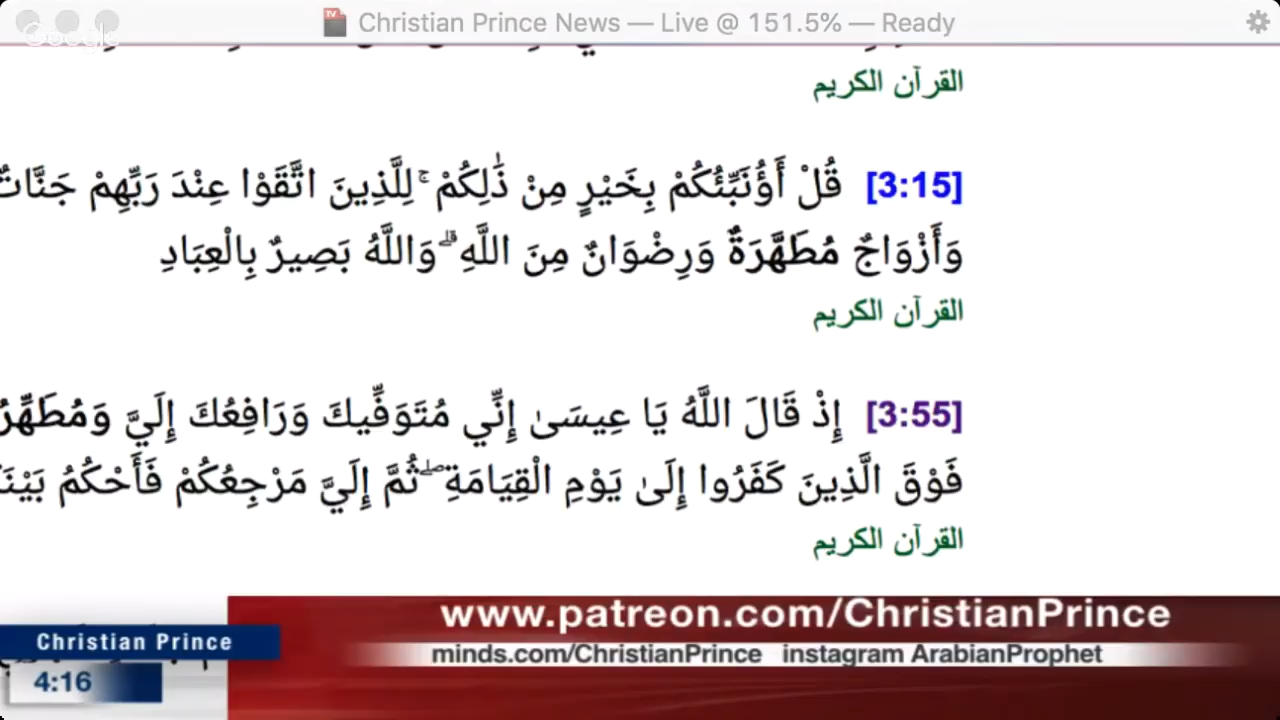 Christian Prince News — Live @ 151.5% — Ready
Google
القرآن الكريم
[3:15] قُلْ أَؤُنَبِّئُكُمْ بِخَيْرٍ مِنْ ذَٰلِكُمْ ۚ لِلَّذِينَ اتَّقَوْا عِنْدَ رَبِّهِمْ جَنَّاتٌ
وَأَزْوَاجٌ مُطَهَّرَةٌ وَرِضْوَانٌ مِنَ اللَّهِ ۗ وَاللَّهُ بَصِيرٌ بِالْعِبَادِ
القرآن الكريم
[3:55] إِذْ قَالَ اللَّهُ يَا عِيسَىٰ إِنِّي مُتَوَفِّيكَ وَرَافِعُكَ إِلَيَّ وَمُطَهِّرُ
فَوْقَ الَّذِينَ كَفَرُوا إِلَىٰ يَوْمِ الْقِيَامَةِ ۖ ثُمَّ إِلَيَّ مَرْجِعُكُمْ فَأَحْكُمُ بَيْنَ
القرآن الكريم
www.patreon.com/ChristianPrince
Christian Prince
minds.com/ChristianPrince instagram ArabianProphet
4:16